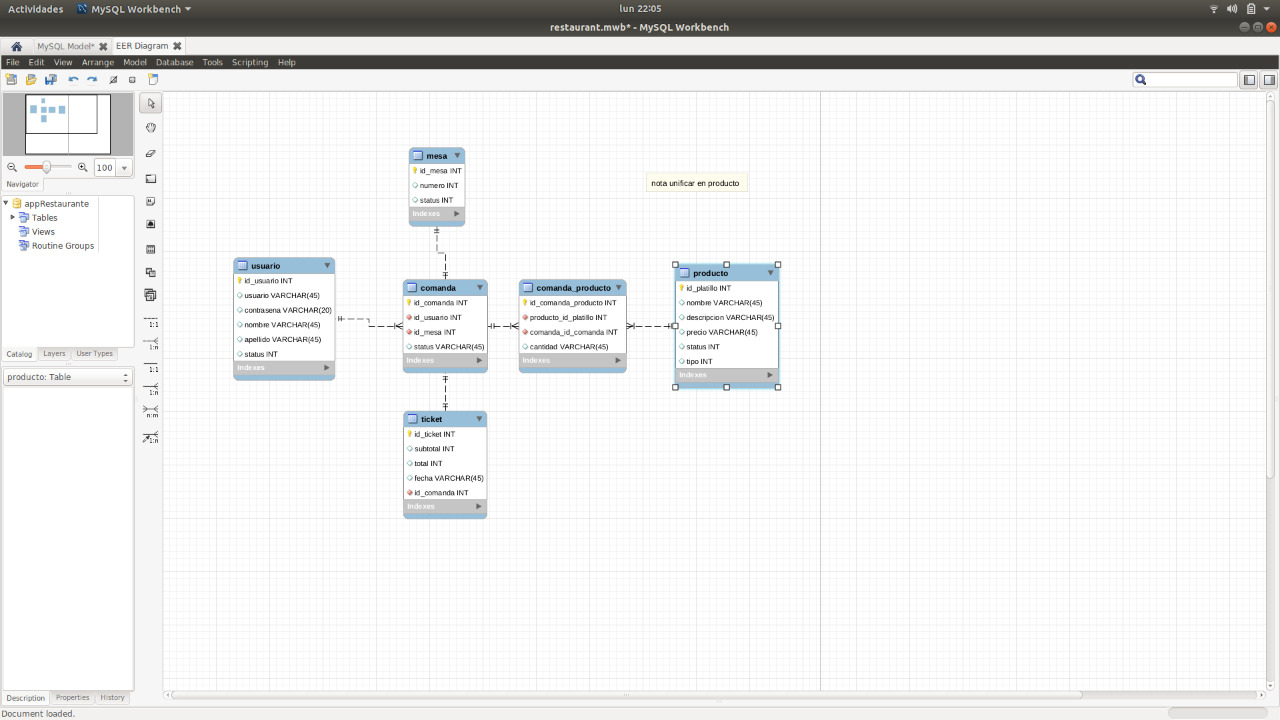 Actividades MySQL Workbench lun 22:05
restaurant.mwb* - MySQL Workbench
MySQL Model* EER Diagram
File Edit View Arrange Model Database Tools Scripting Help
100
Navigator
appRestaurante
Tables
Views
Routine Groups
Catalog Layers User Types
producto: Table
Description Properties History
Document loaded.
1:1
1:n
1:1
1:n
n:m
1:n
mesa
id_mesa INT
numero INT
status INT
Indexes
nota unificar en producto
usuario
id_usuario INT
usuario VARCHAR(45)
contrasena VARCHAR(20)
nombre VARCHAR(45)
apellido VARCHAR(45)
status INT
Indexes
comanda
id_comanda INT
id_usuario INT
id_mesa INT
status VARCHAR(45)
Indexes
comanda_producto
id_comanda_producto INT
producto_id_platillo INT
comanda_id_comanda INT
cantidad VARCHAR(45)
Indexes
producto
id_platillo INT
nombre VARCHAR(45)
descripcion VARCHAR(45)
precio VARCHAR(45)
status INT
tipo INT
Indexes
ticket
id_ticket INT
subtotal INT
total INT
fecha VARCHAR(45)
id_comanda INT
Indexes